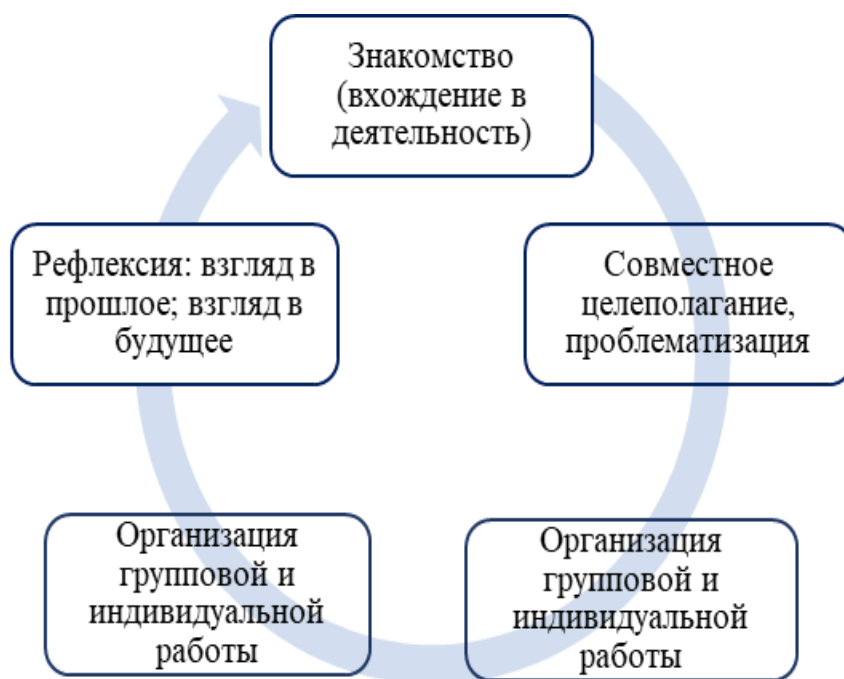 Знакомство
(вхождение в
деятельность)
Рефлексия: взгляд в
прошлое; взгляд в
будущее
Совместное
целеполагание,
проблематизация
Организация
групповой и
индивидуальной
работы
Организация
групповой и
индивидуальной
работы